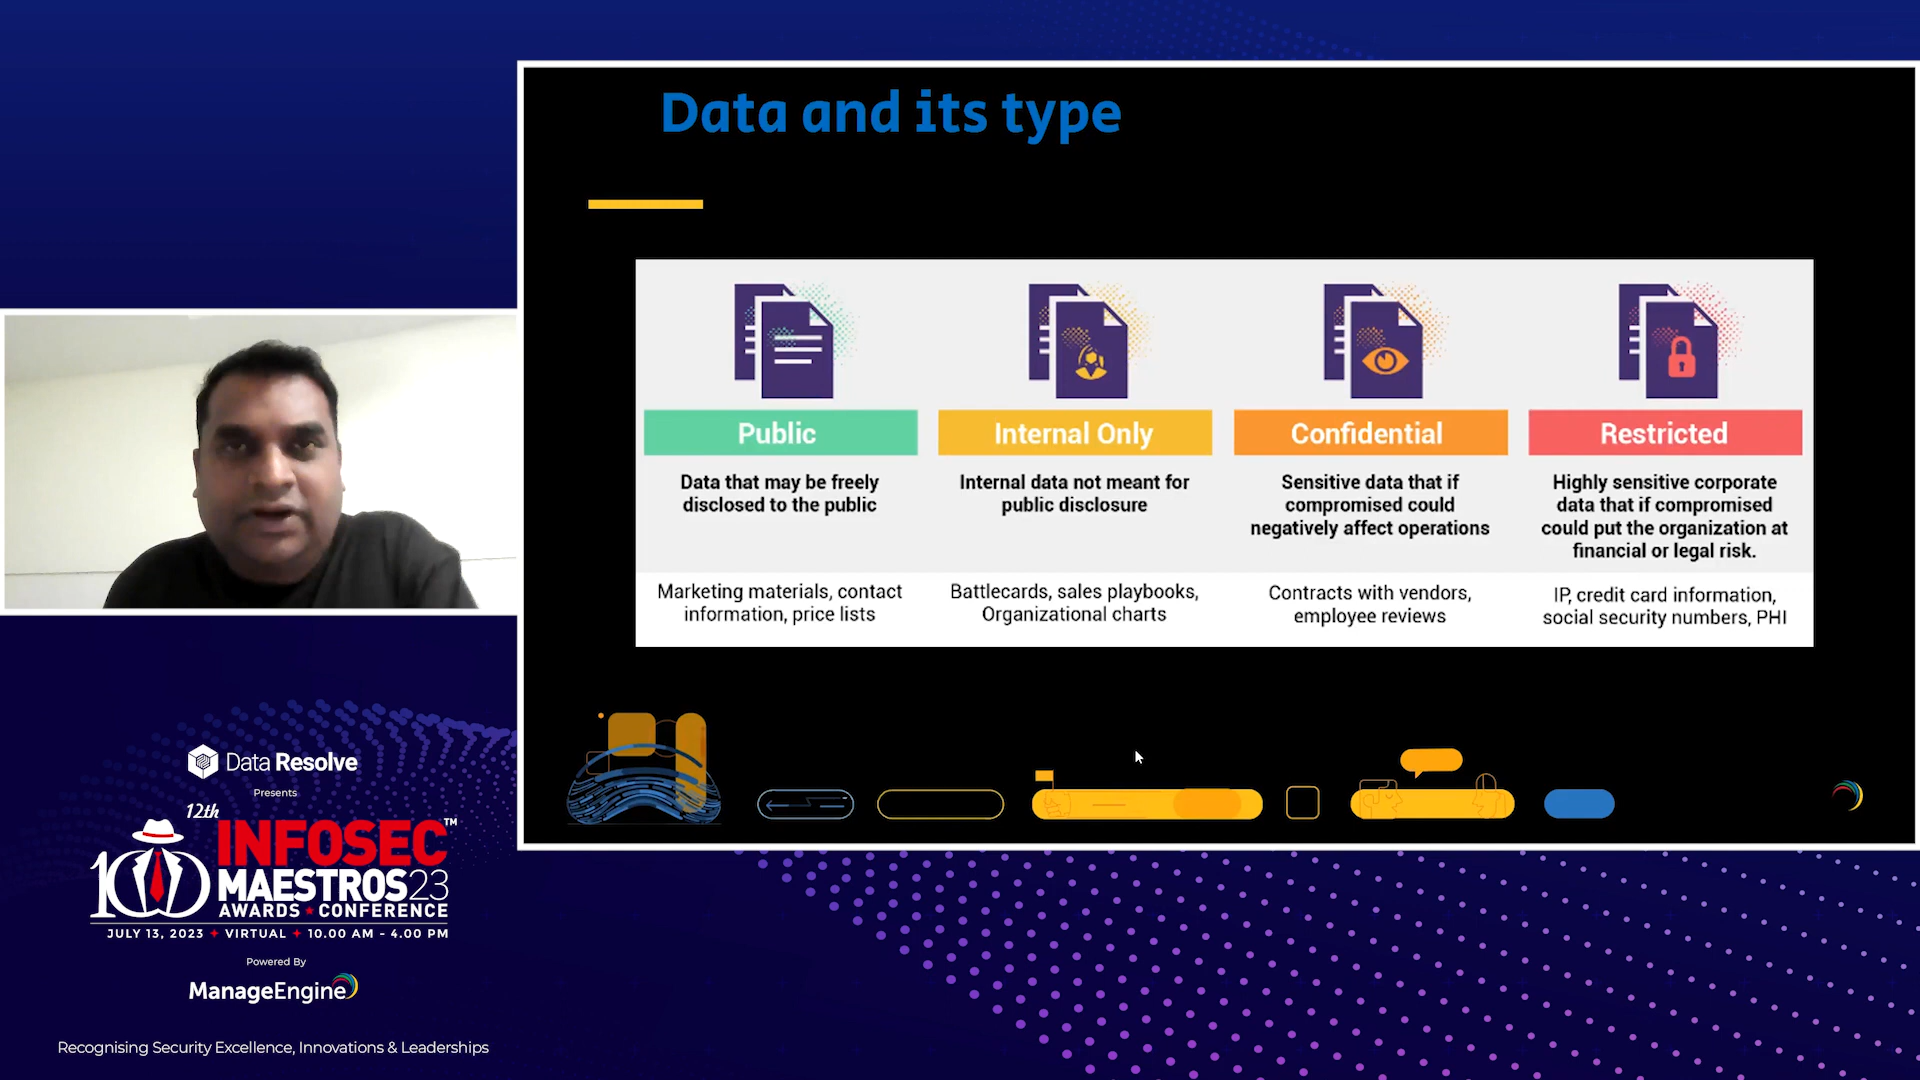 Data and its type
Public
Data that may be freely
disclosed to the public
Marketing materials, contact
information, price lists
Internal Only
Internal data not meant for
public disclosure
Battlecards, sales playbooks,
Organizational charts
Confidential
Sensitive data that if
compromised could
negatively affect operations
Contracts with vendors,
employee reviews
Restricted
Highly sensitive corporate
data that if compromised
could put the organization at
financial or legal risk.
IP, credit card information,
social security numbers, PHI
Data Resolve
Presents
12th
100 INFOSEC™
MAESTROS23
AWARDS CONFERENCE
JULY 13, 2023 VIRTUAL 10.00 AM - 4.00 PM
Powered By
ManageEngine
Recognising Security Excellence, Innovations & Leaderships